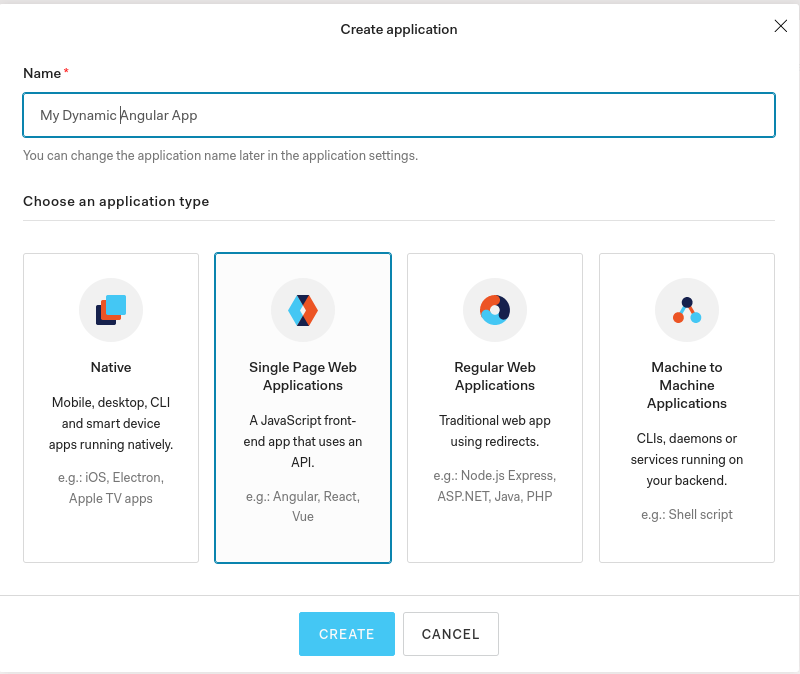 Create application
Name *
My Dynamic Angular App
You can change the application name later in the application settings.
Choose an application type
Native
Mobile, desktop, CLI
and smart device
apps running natively.
e.g.: iOS, Electron,
Apple TV apps
Single Page Web
Applications
A JavaScript front-
end app that uses an
API.
e.g.: Angular, React,
Vue
Regular Web
Applications
Traditional web app
using redirects.
e.g.: Node.js Express,
ASP.NET, Java, PHP
Machine to
Machine
Applications
CLIs, daemons or
services running on
your backend.
e.g.: Shell script
CREATE
CANCEL